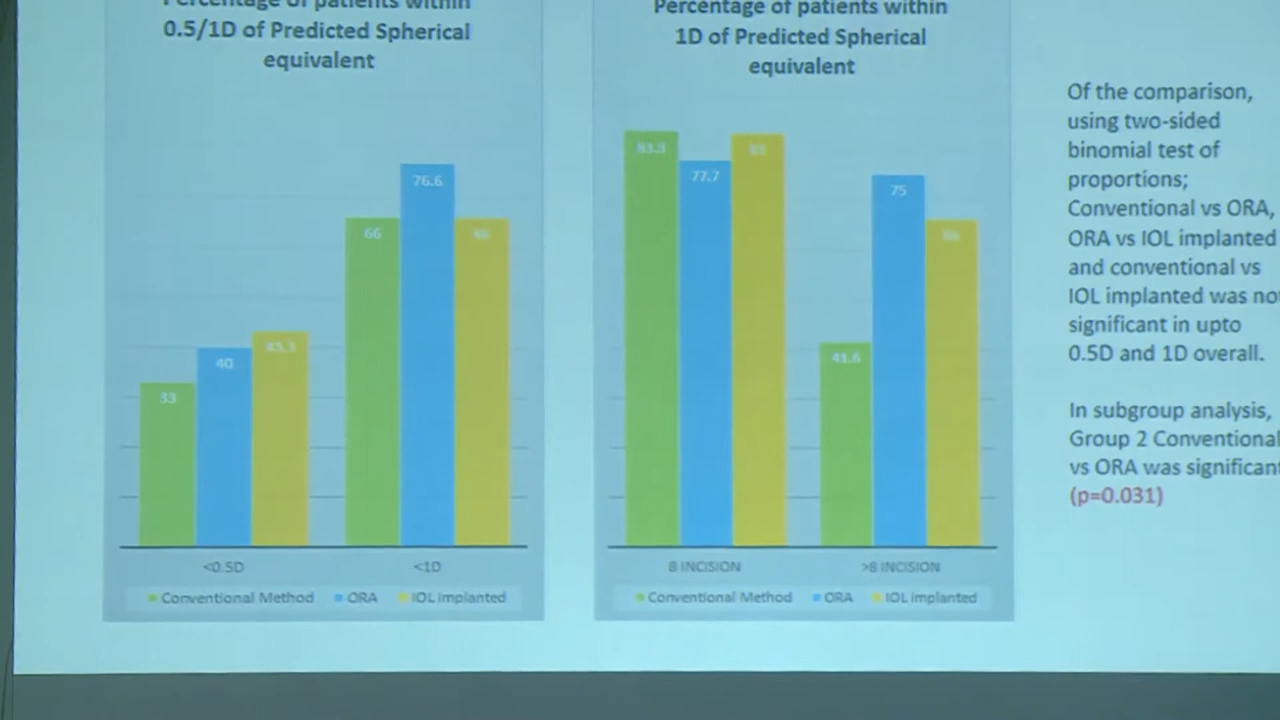 Percentage of patients within
0.5/1D of Predicted Spherical
equivalent
33
40
43.3
66
76.6
66
<0.5D
<1D
Conventional Method
ORA
IOL implanted
Percentage of patients within
1D of Predicted Spherical
equivalent
83.3
77.7
83
41.6
75
66
8 INCISION
>8 INCISION
Conventional Method
ORA
IOL implanted
Of the comparison,
using two-sided
binomial test of
proportions;
Conventional vs ORA,
ORA vs IOL implanted
and conventional vs
IOL implanted was not
significant in upto
0.5D and 1D overall.
In subgroup analysis,
Group 2 Conventional
vs ORA was significant
(p=0.031)